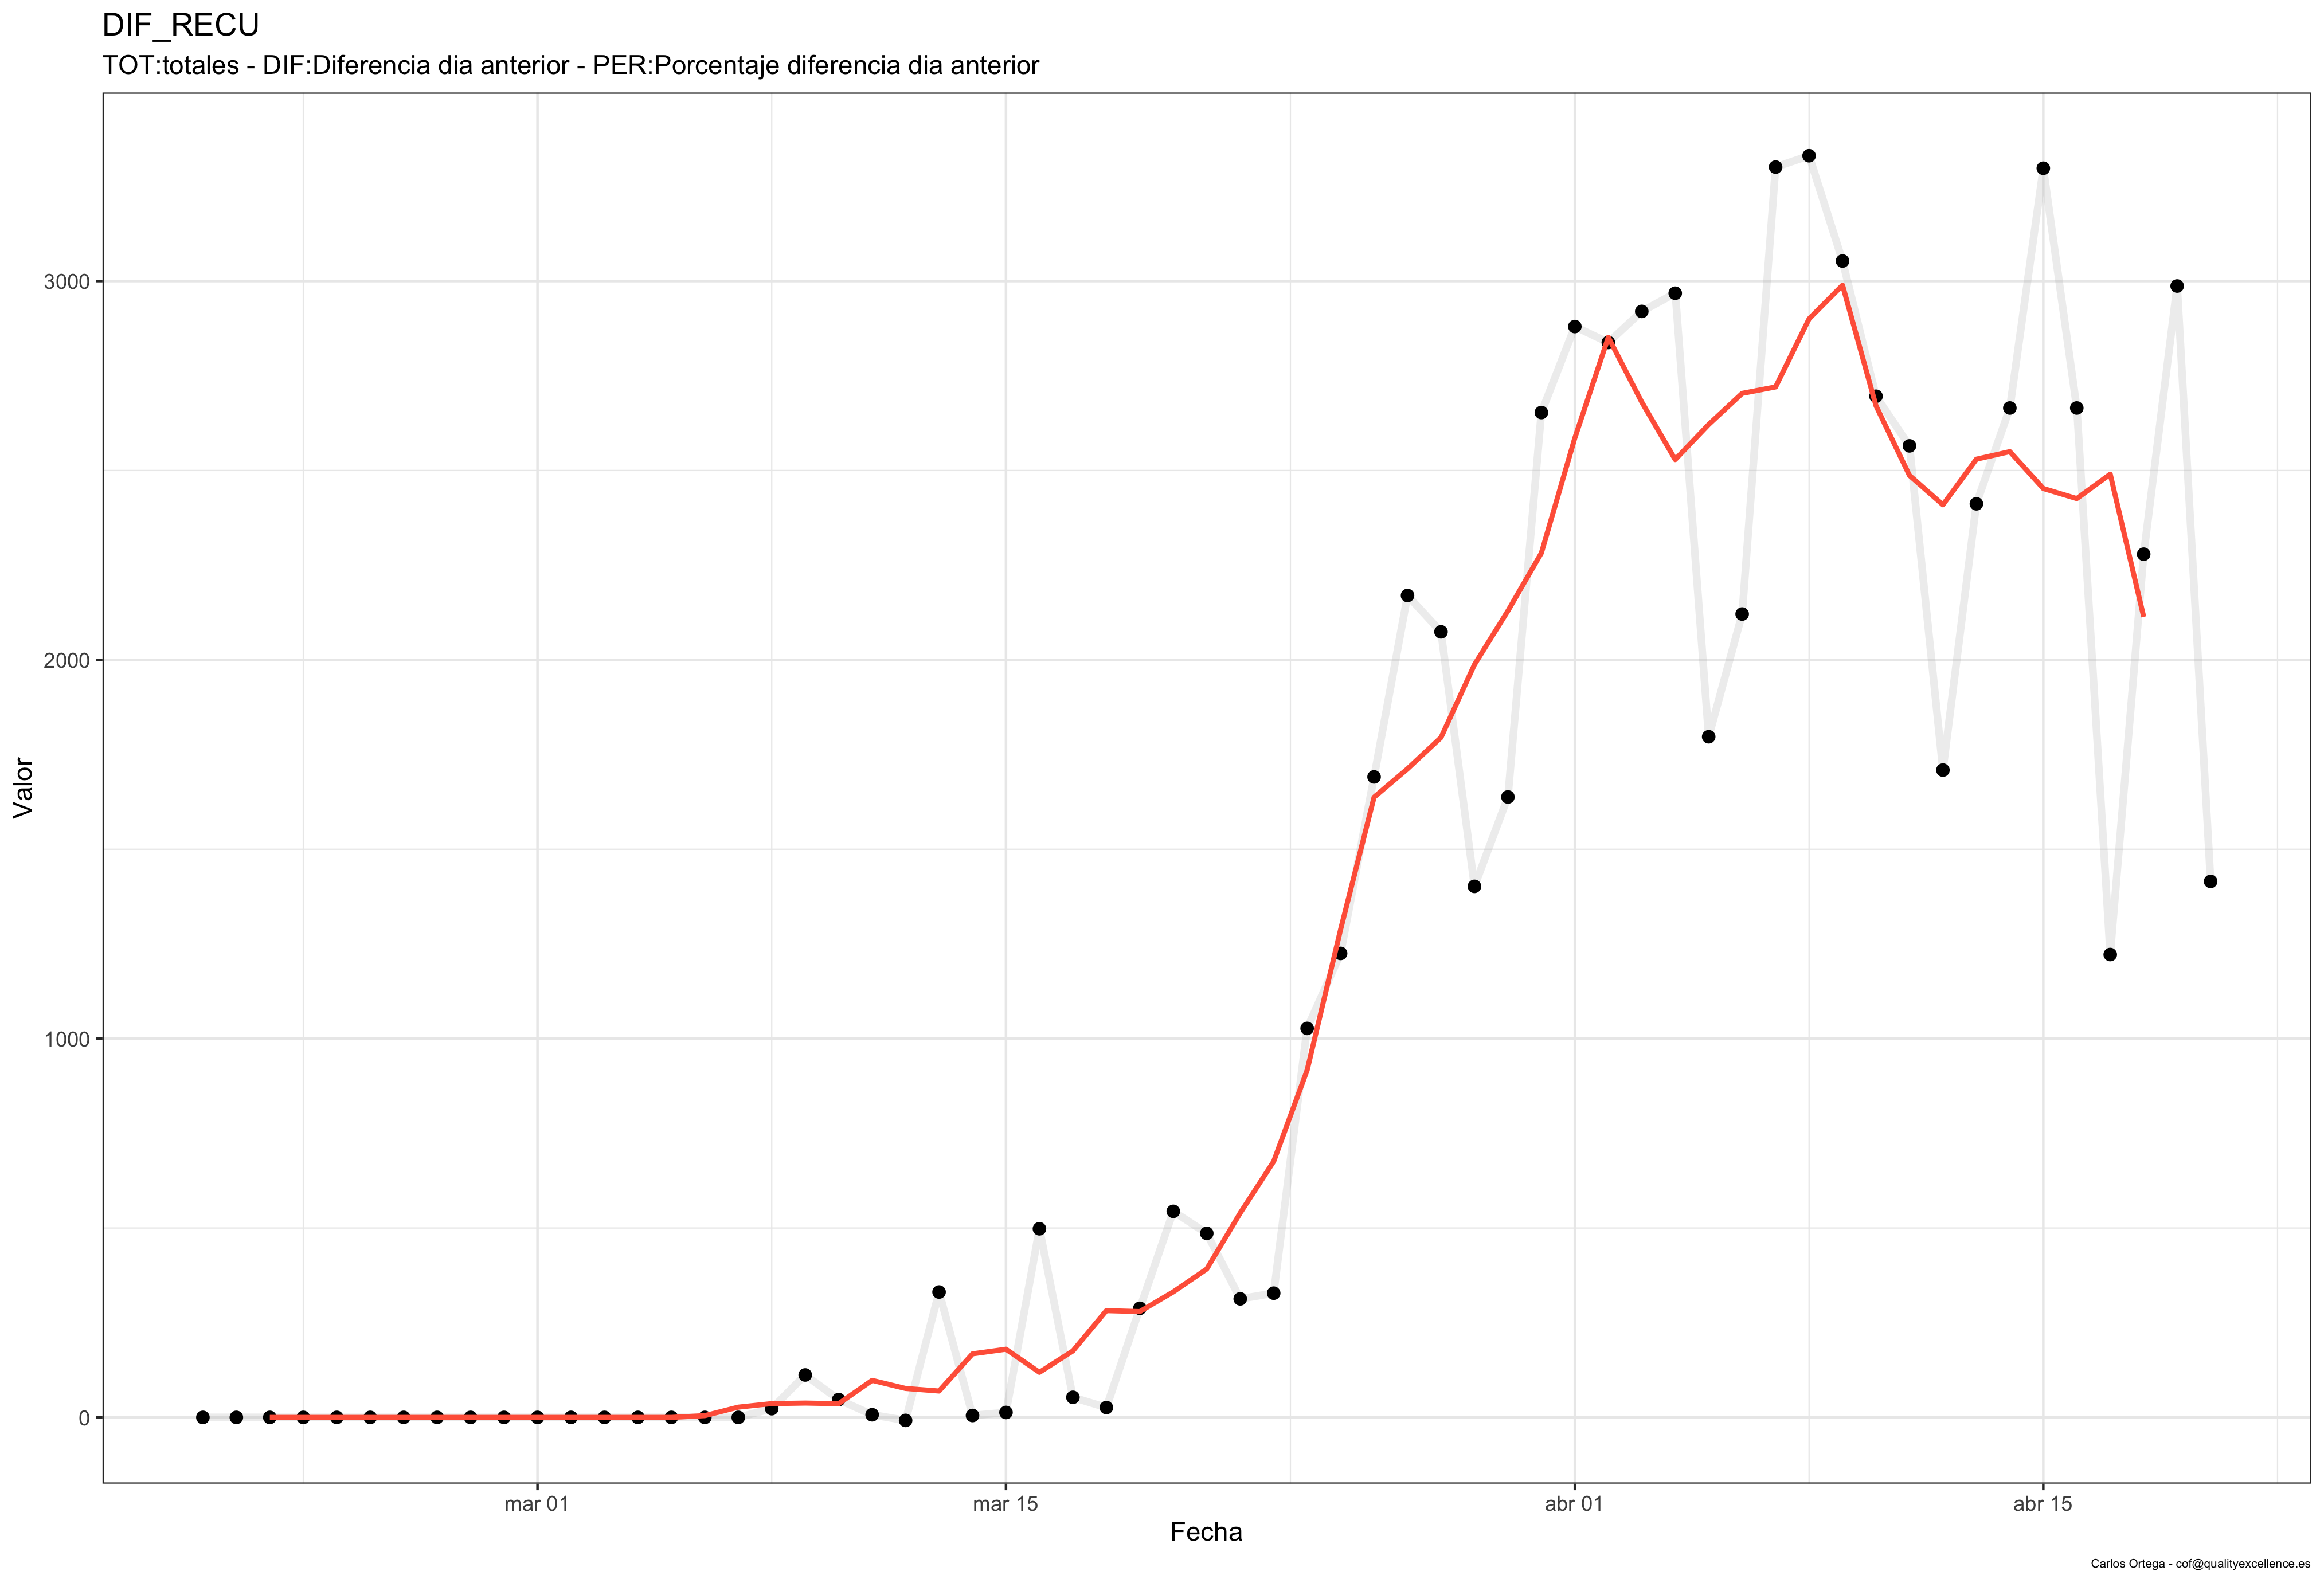 DIF_RECU
TOT:totales - DIF:Diferencia dia anterior - PER:Porcentaje diferencia dia anterior
3000
2000
1000
0
Valor
mar 01
mar 15
abr 01
abr 15
Fecha
Carlos Ortega - cof@qualityexcellence.es